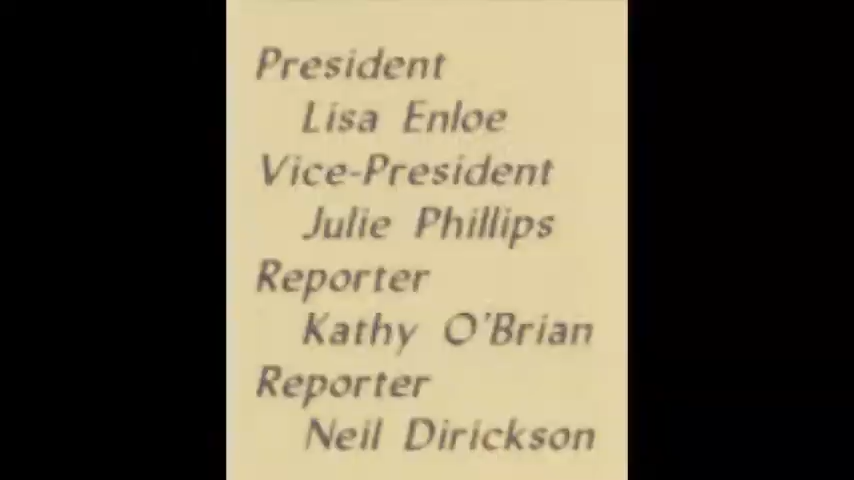 President
Lisa Enloe
Vice-President
Julie Phillips
Reporter
Kathy O'Brian
Reporter
Neil Dirickson